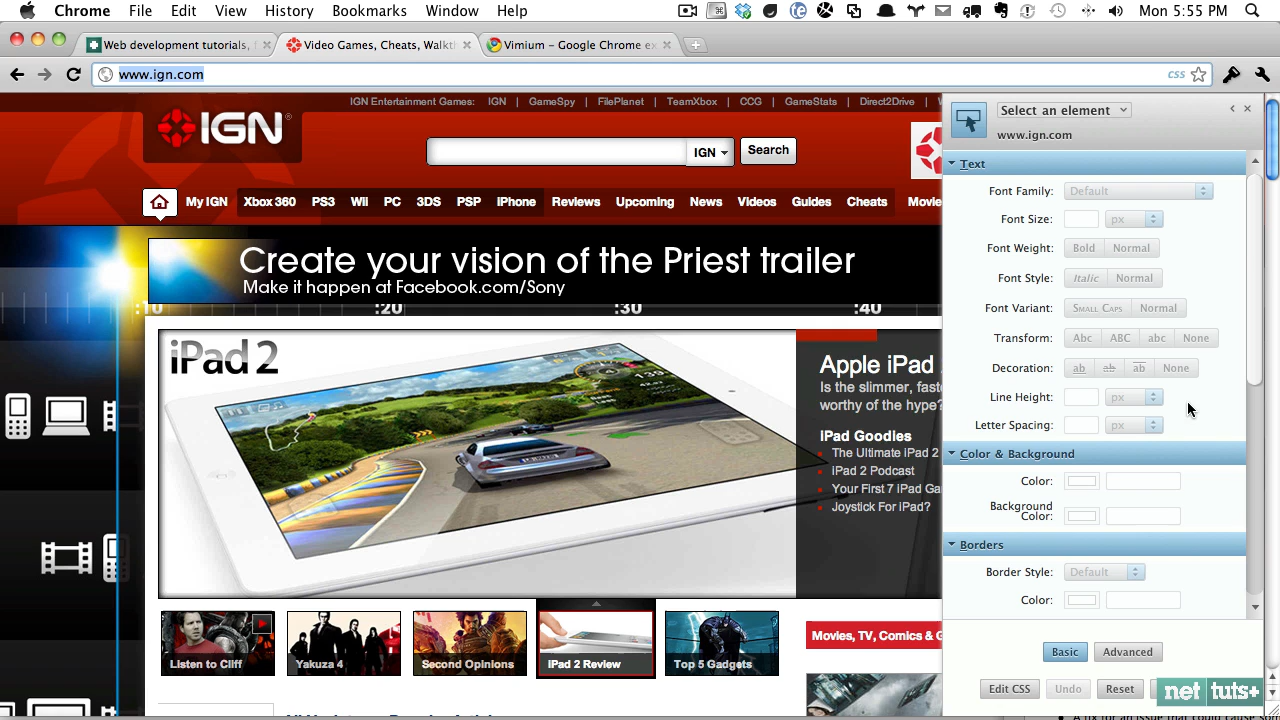 Chrome File Edit View History Bookmarks Window Help Mon 5:55 PM
Web development tutorials, Video Games, Cheats, Walkt Vimium – Google Chrome ex
www.ign.com CSS
IGN Entertainment Games: IGN | GameSpy | FilePlanet | TeamXbox | CCG | GameStats | Direct2Drive |
IGN
IGN Search
My IGN Xbox 360 PS3 Wii PC 3DS PSP iPhone Reviews Upcoming News Videos Guides Cheats Movie
Create your vision of the Priest trailer
Make it happen at Facebook.com/Sony
:10 :20 :30 :40
iPad 2
Apple iPad
Is the slimmer, faste
worthy of the hype?
iPad Goodies
The Ultimate iPad 2
iPad 2 Podcast
Your First 7 iPad Ga
Joystick For iPad?
Listen to Cliff Yakuza 4 Second Opinions iPad 2 Review Top 5 Gadgets
Movies, TV, Comics & G
Select an element
www.ign.com
Text
Font Family: Default
Font Size: px
Font Weight: Bold Normal
Font Style: Italic Normal
Font Variant: Small Caps Normal
Transform: Abc ABC abc None
Decoration: ab ab ab None
Line Height: px
Letter Spacing: px
Color & Background
Color:
Background
Color:
Borders
Border Style: Default
Color:
Basic Advanced
Edit CSS Undo Reset
net tuts+